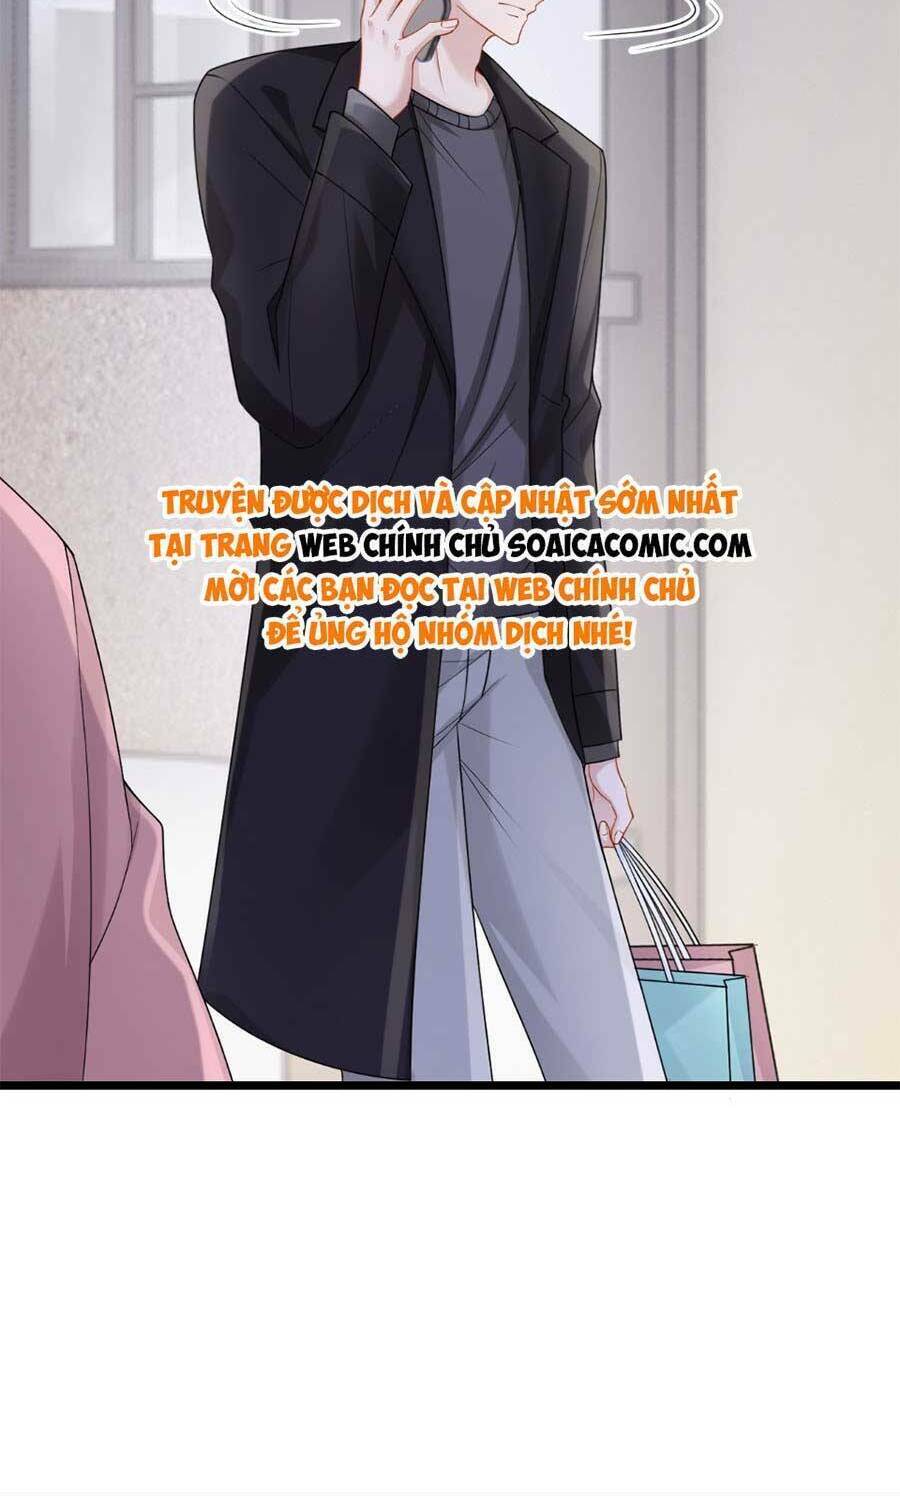 TRUYỆN ĐƯỢC DỊCH VÀ CẬP NHẬT SỚM NHẤT
TẠI TRANG WEB CHÍNH CHỦ SOAICACOMIC.COM
MỜI CÁC BẠN ĐỌC TẠI WEB CHÍNH CHỦ
ĐỂ ỦNG HỘ NHÓM DỊCH NHÉ!